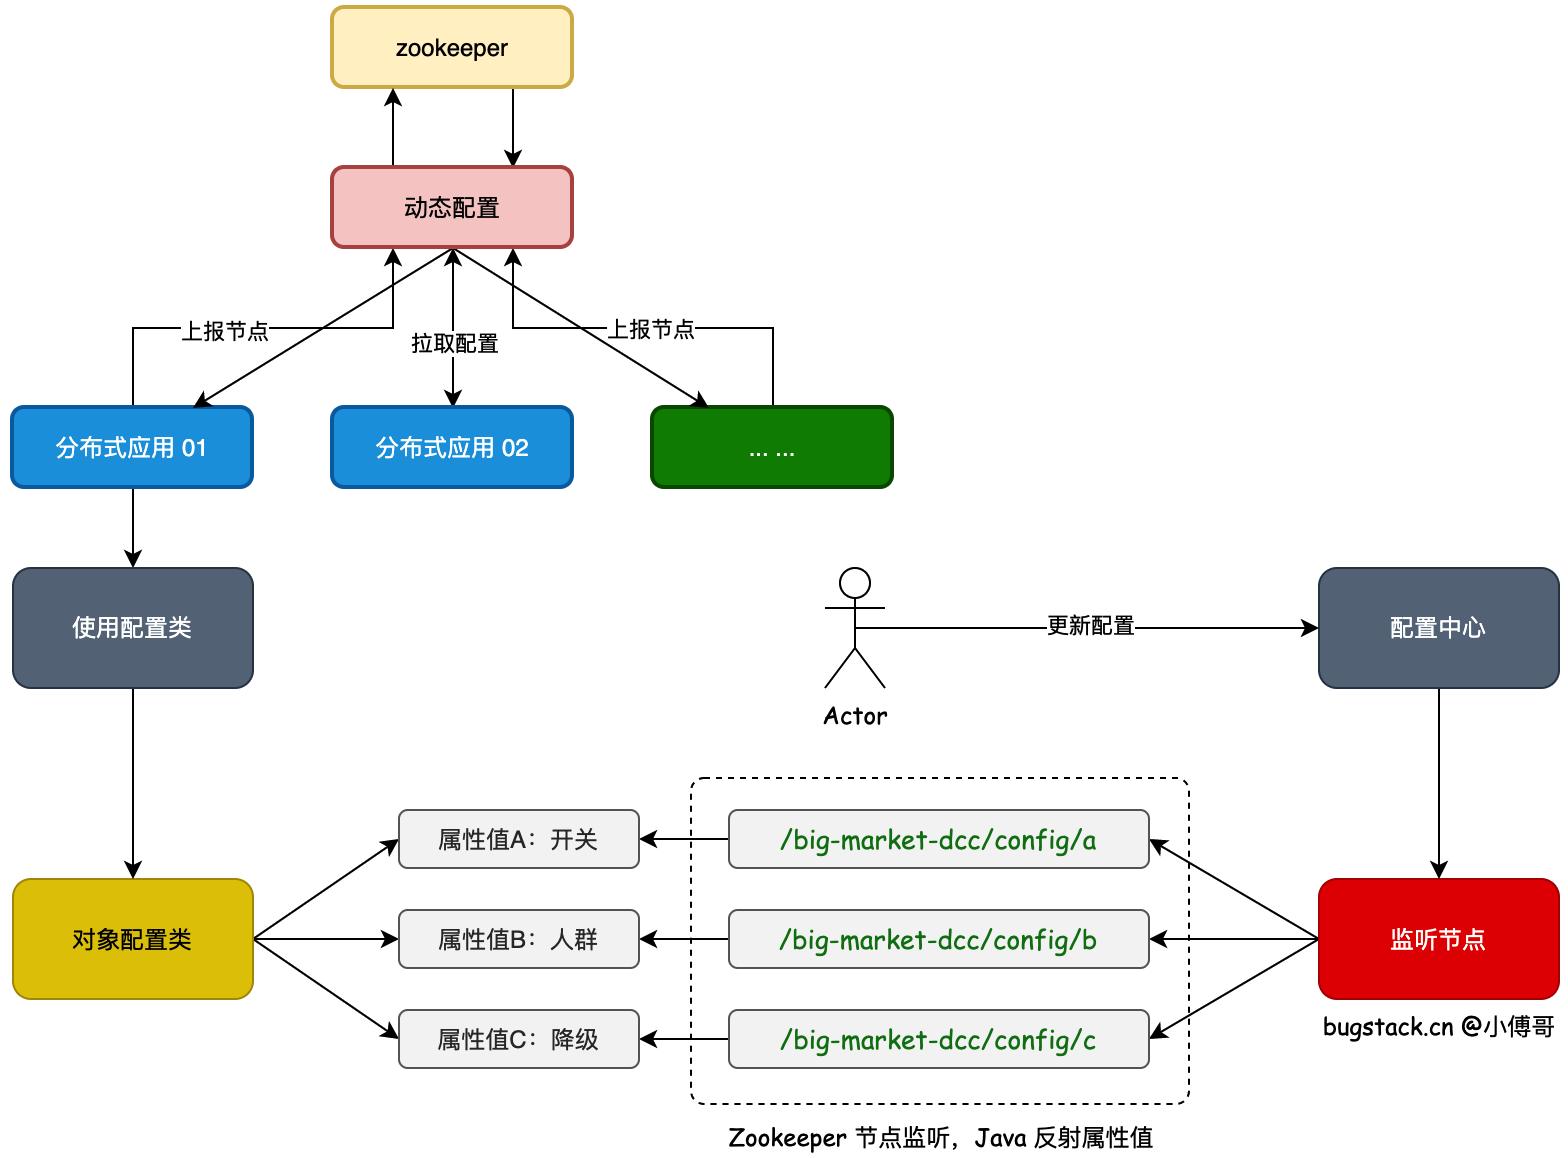 zookeeper
动态配置
上报节点
拉取配置
上报节点
分布式应用 01
分布式应用 02
... ...
使用配置类
更新配置
配置中心
Actor
属性值A：开关
/big-market-dcc/config/a
对象配置类
属性值B：人群
/big-market-dcc/config/b
监听节点
属性值C：降级
/big-market-dcc/config/c
bugstack.cn @小傅哥
Zookeeper 节点监听，Java 反射属性值